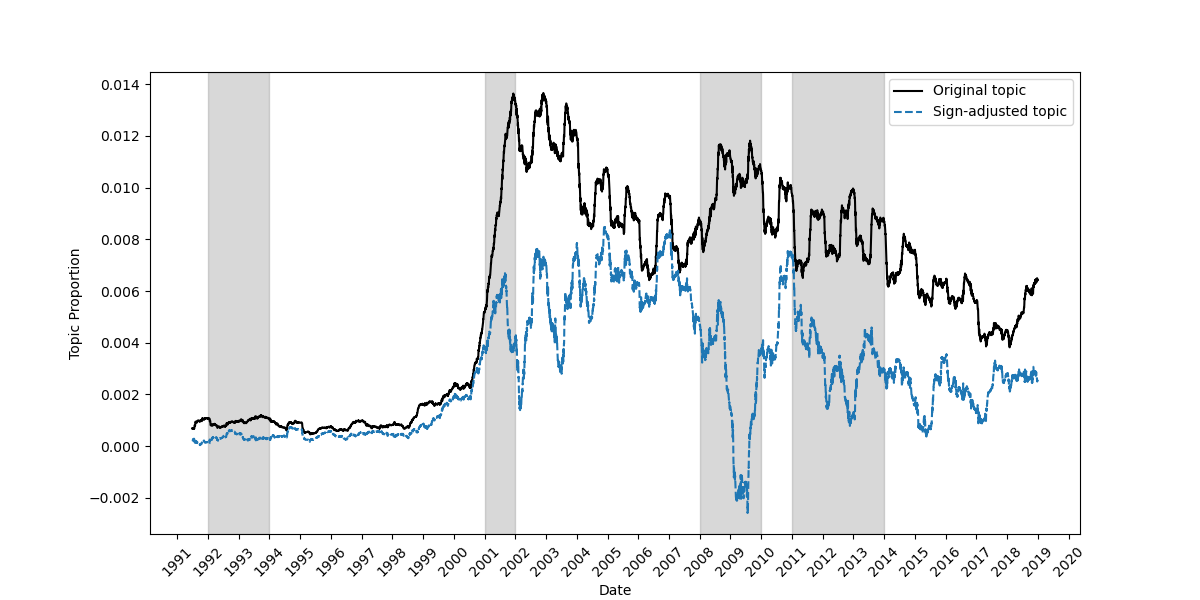 0.014
0.012
0.010
0.008
0.006
0.004
0.002
0.000
−0.002
Topic Proportion
Original topic
Sign-adjusted topic
1991 1992 1993 1994 1995 1996 1997 1998 1999 2000 2001 2002 2003 2004 2005 2006 2007 2008 2009 2010 2011 2012 2013 2014 2015 2016 2017 2018 2019 2020
Date